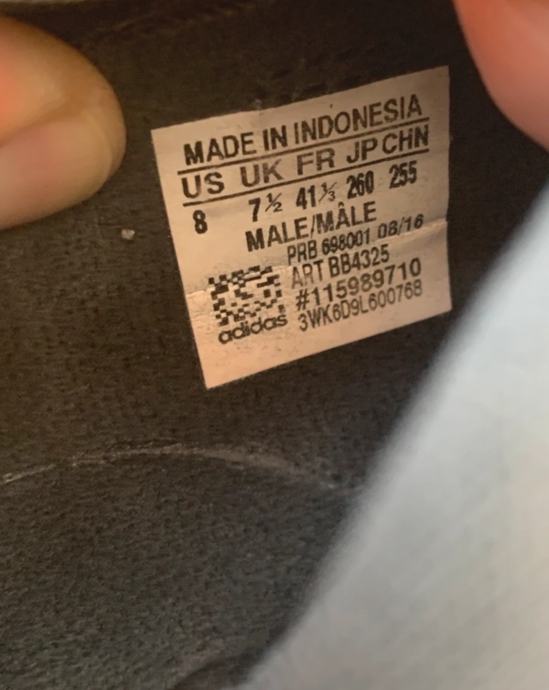 MADE IN INDONESIA
US UK FR JP CHN
8 7½ 41⅓ 260 255
MALE/MÂLE
PRB 698001 08/16
ART BB4325
#115989710
3WK6D9L600768
adidas